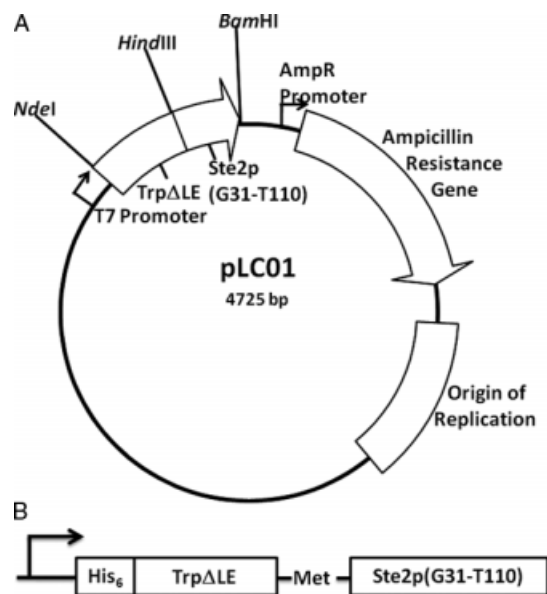 A
BamHI
HindIII
AmpR
Promoter
NdeI
Ampicillin
Resistance
Gene
Ste2p
(G31-T110)
TrpΔLE
T7 Promoter
pLC01
4725 bp
Origin of
Replication
B
His6
TrpΔLE
Met
Ste2p(G31-T110)